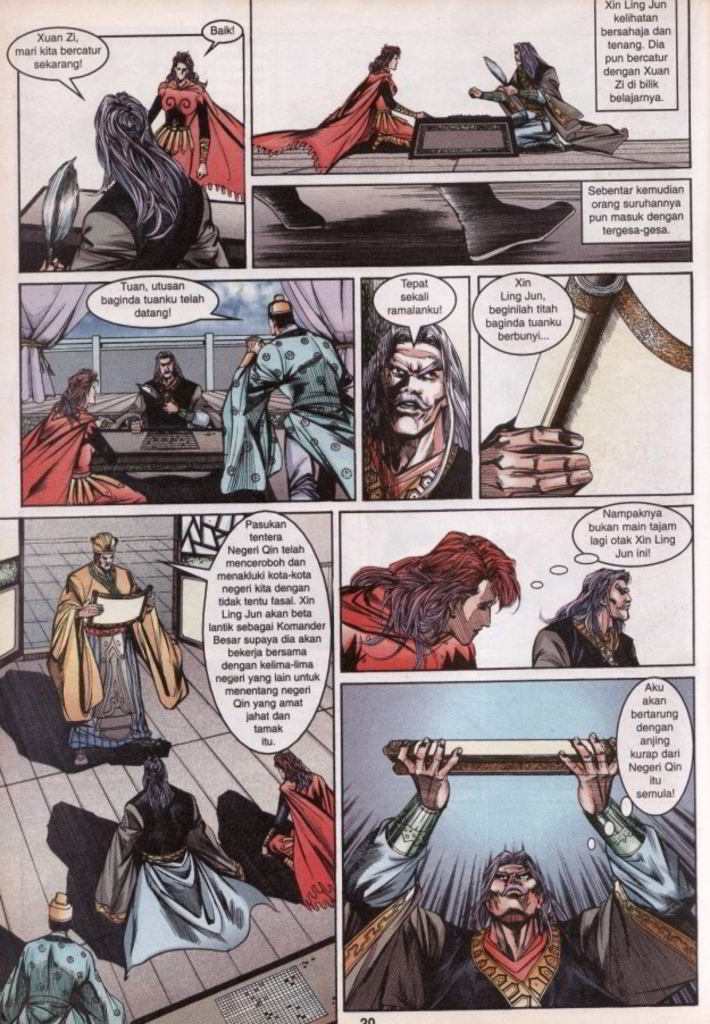 Xuan Zi,
mari kita bercatur
sekarang!
Baik!
Xin Ling Jun
kelihatan
bersahaja dan
tenang. Dia
pun bercatur
dengan Xuan
Zi di bilik
belajarnya.
Sebentar kemudian
orang suruhannya
pun masuk dengan
tergesa-gesa.
Tuan, utusan
baginda tuanku telah
datang!
Tepat
sekali
ramalanku!
Xin
Ling Jun,
beginilah titah
baginda tuanku
berbunyi...
Pasukan
tentera
Negeri Qin telah
menceroboh dan
menakluki kota-kota
negeri kita dengan
tidak tentu fasal. Xin
Ling Jun akan beta
lantik sebagai Komander
Besar supaya dia akan
bekerja bersama
dengan kelima-lima
negeri yang lain untuk
menentang negeri
Qin yang amat
jahat dan
tamak
itu.
Nampaknya
bukan main tajam
lagi otak Xin Ling
Jun ini!
Aku
akan
bertarung
dengan
anjing
kurap dari
Negeri Qin
itu
semula!
20